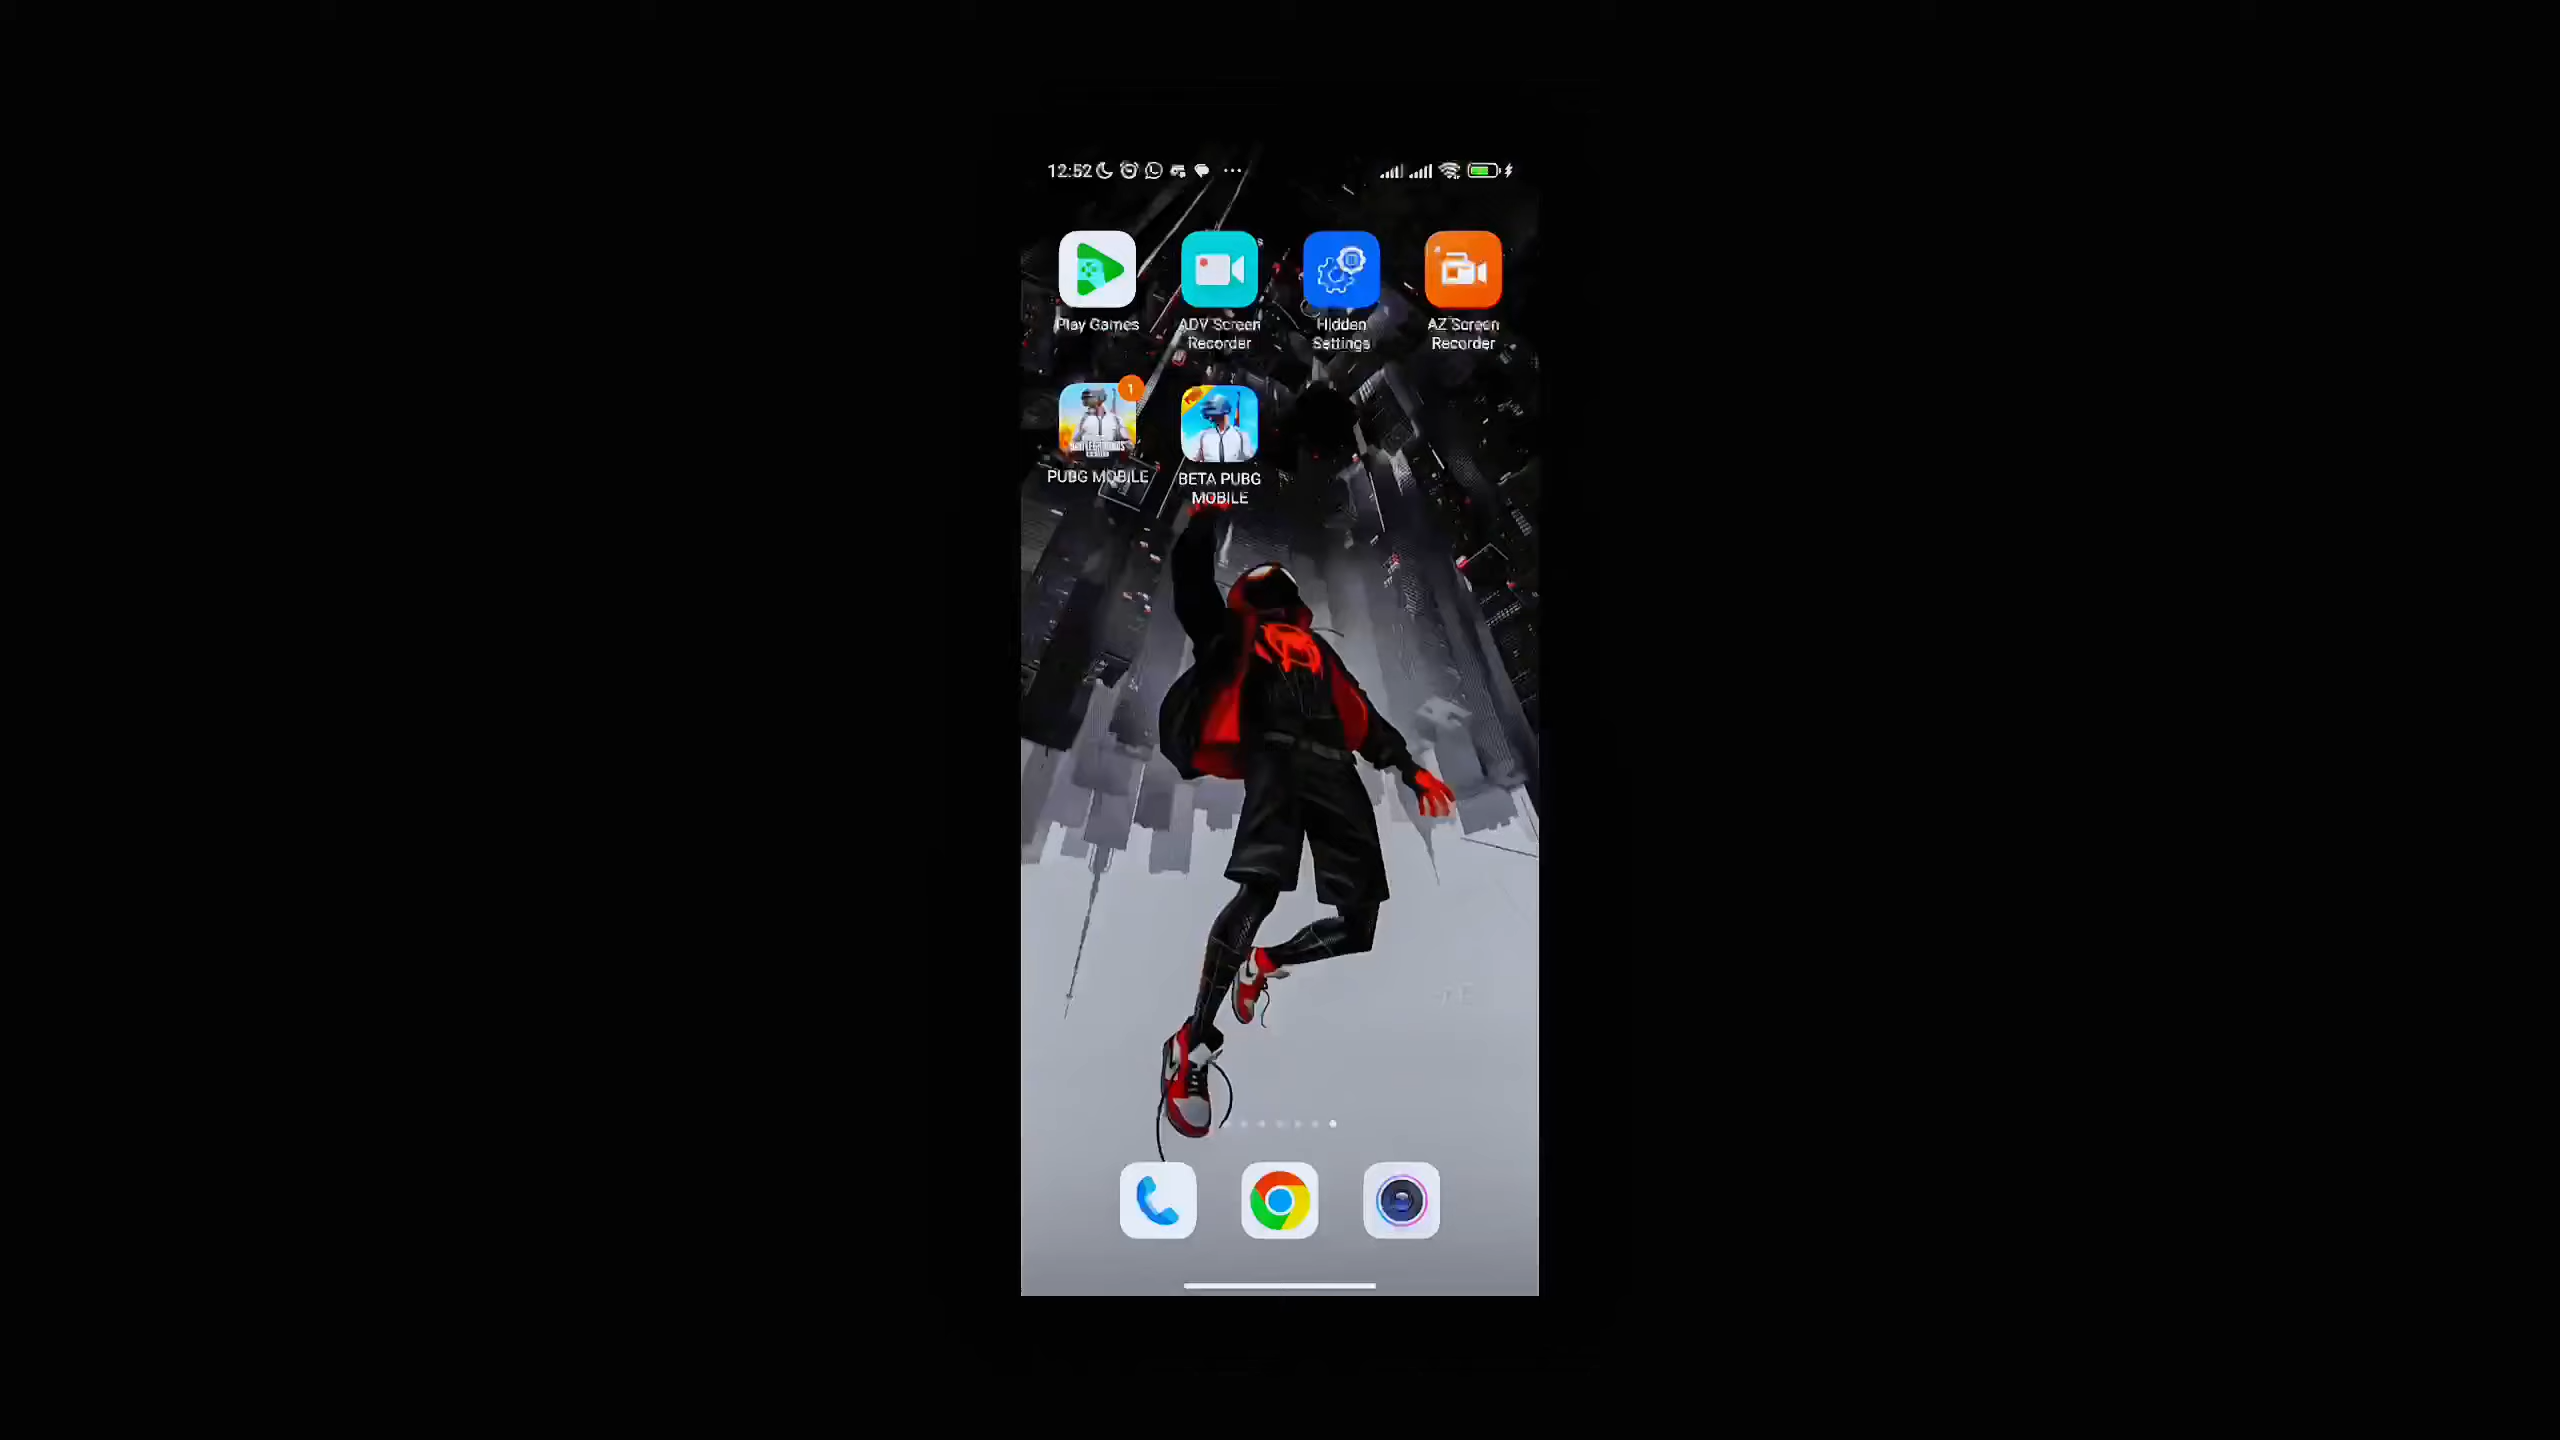 12:52
Play Games
ADV Screen
Recorder
Hidden
Settings
AZ Screen
Recorder
1
PUBG MOBILE
BETA PUBG
MOBILE